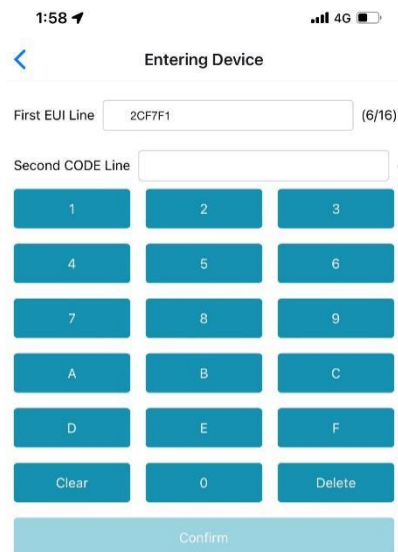 1:58 4G
Entering Device
First EUI Line 2CF7F1 (6/16)
Second CODE Line
1 2 3
4 5 6
7 8 9
A B C
D E F
Clear 0 Delete
Confirm